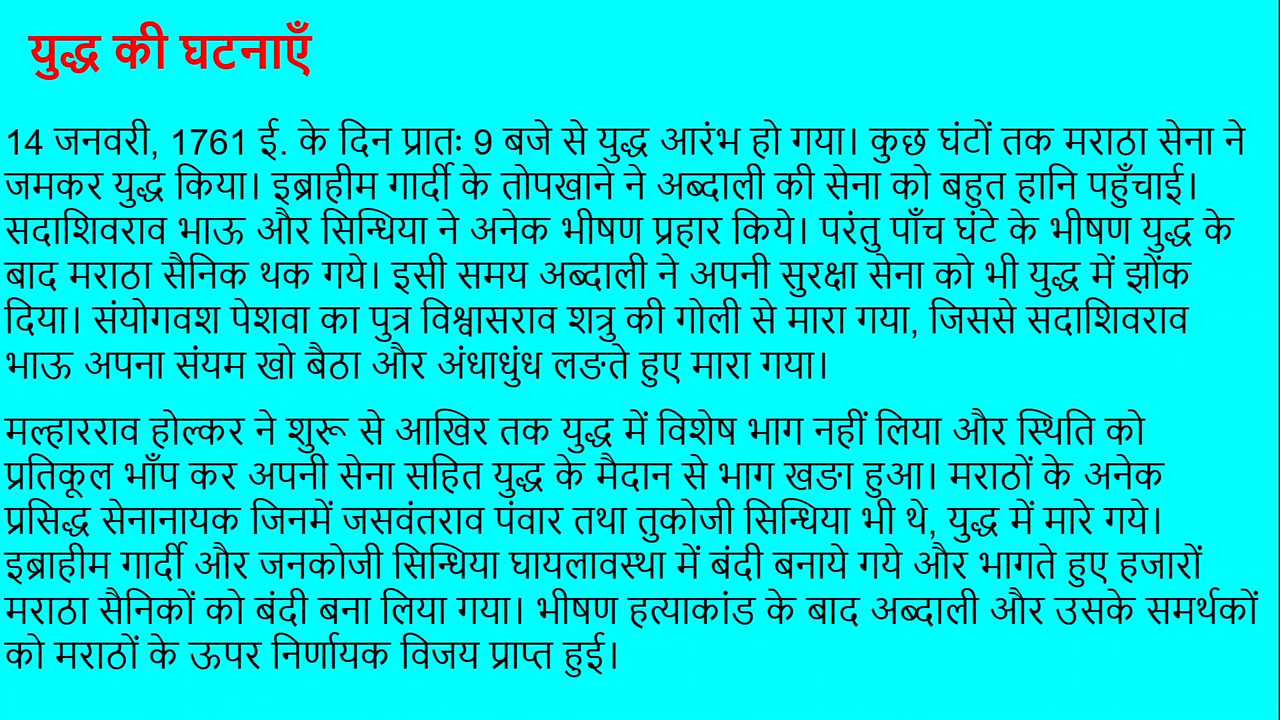 युद्ध की घटनाएँ
14 जनवरी, 1761 ई. के दिन प्रातः 9 बजे से युद्ध आरंभ हो गया। कुछ घंटों तक मराठा सेना ने
जमकर युद्ध किया। इब्राहीम गार्दी के तोपखाने ने अब्दाली की सेना को बहुत हानि पहुँचाई।
सदाशिवराव भाऊ और सिन्धिया ने अनेक भीषण प्रहार किये। परंतु पाँच घंटे के भीषण युद्ध के
बाद मराठा सैनिक थक गये। इसी समय अब्दाली ने अपनी सुरक्षा सेना को भी युद्ध में झोंक
दिया। संयोगवश पेशवा का पुत्र विश्वासराव शत्रु की गोली से मारा गया, जिससे सदाशिवराव
भाऊ अपना संयम खो बैठा और अंधाधुंध लङते हुए मारा गया।
मल्हारराव होल्कर ने शुरू से आखिर तक युद्ध में विशेष भाग नहीं लिया और स्थिति को
प्रतिकूल भाँप कर अपनी सेना सहित युद्ध के मैदान से भाग खङा हुआ। मराठों के अनेक
प्रसिद्ध सेनानायक जिनमें जसवंतराव पंवार तथा तुकोजी सिन्धिया भी थे, युद्ध में मारे गये।
इब्राहीम गार्दी और जनकोजी सिन्धिया घायलावस्था में बंदी बनाये गये और भागते हुए हजारों
मराठा सैनिकों को बंदी बना लिया गया। भीषण हत्याकांड के बाद अब्दाली और उसके समर्थकों
को मराठों के ऊपर निर्णायक विजय प्राप्त हुई।